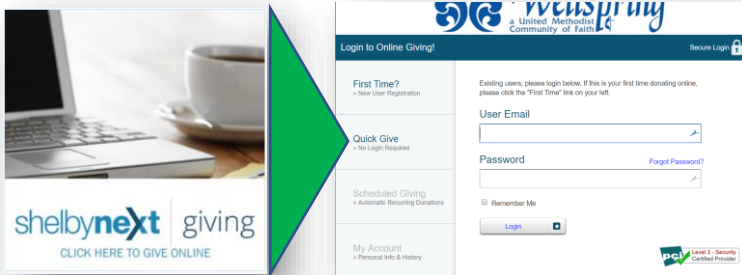 shelbynext giving
CLICK HERE TO GIVE ONLINE
Wellspring
a United Methodist
Community of Faith
Login to Online Giving!
Secure Login
First Time?
» New User Registration
Quick Give
» No Login Required
Scheduled Giving
» Automatic Recurring Donations
My Account
» Personal Info & History
Existing users, please login below. If this is your first time donating online,
please click the "First Time" link on your left.
User Email
Password
Forgot Password?
Remember Me
Login
pci
Level 1 - Security
Certified Provider